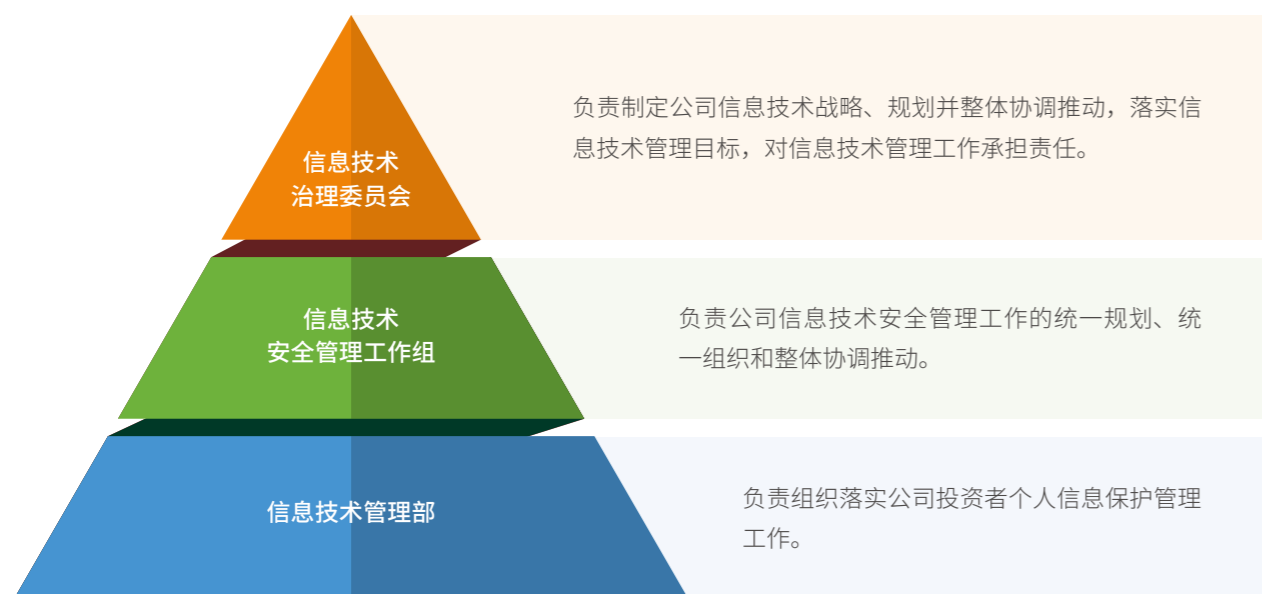 信息技术
治理委员会
负责制定公司信息技术战略、规划并整体协调推动，落实信
息技术管理目标，对信息技术管理工作承担责任。
信息技术
安全管理工作组
负责公司信息技术安全管理工作的统一规划、统
一组织和整体协调推动。
信息技术管理部
负责组织落实公司投资者个人信息保护管理
工作。